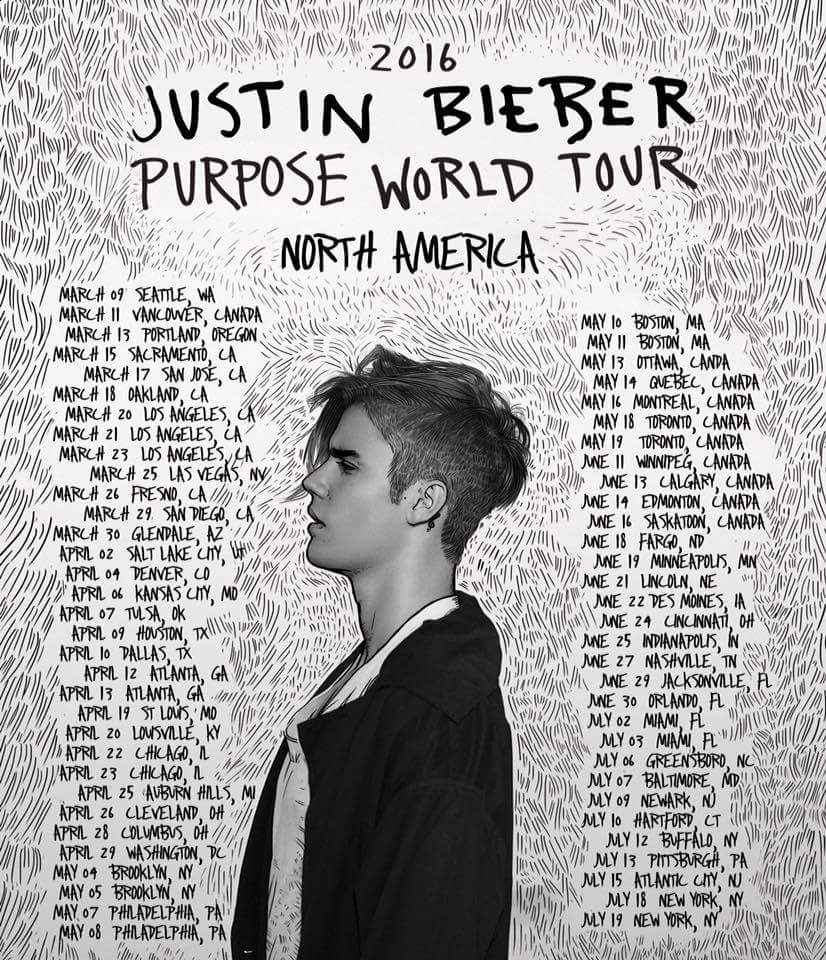 2016
JUSTIN BIEBER
PURPOSE WORLD TOUR
NORTH AMERICA
MARCH 09 SEATTLE, WA
MARCH 11 VANCOUVER, CANADA
MARCH 13 PORTLAND, OREGON
MARCH 15 SACRAMENTO, CA
MARCH 17 SAN JOSE, CA
MARCH 18 OAKLAND, CA
MARCH 20 LOS ANGELES, CA
MARCH 21 LOS ANGELES, CA
MARCH 23 LOS ANGELES, CA
MARCH 25 LAS VEGAS, NV
MARCH 26 FRESNO, CA
MARCH 29 SAN DIEGO, CA
MARCH 30 GLENDALE, AZ
APRIL 02 SALT LAKE CITY, UT
APRIL 04 DENVER, CO
APRIL 06 KANSAS CITY, MO
APRIL 07 TULSA, OK
APRIL 09 HOUSTON, TX
APRIL 10 DALLAS, TX
APRIL 12 ATLANTA, GA
APRIL 13 ATLANTA, GA
APRIL 19 ST LOUIS, MO
APRIL 20 LOUISVILLE, KY
APRIL 22 CHICAGO, IL
APRIL 23 CHICAGO, IL
APRIL 25 AUBURN HILLS, MI
APRIL 26 CLEVELAND, OH
APRIL 28 COLUMBUS, OH
APRIL 29 WASHINGTON, DC
MAY 04 BROOKLYN, NY
MAY 05 BROOKLYN, NY
MAY 07 PHILADELPHIA, PA
MAY 08 PHILADELPHIA, PA
MAY 10 BOSTON, MA
MAY 11 BOSTON, MA
MAY 13 OTTAWA, CANDA
MAY 14 QUEBEC, CANADA
MAY 16 MONTREAL, CANADA
MAY 18 TORONTO, CANADA
MAY 19 TORONTO, CANADA
JUNE 11 WINNIPEG, CANADA
JUNE 13 CALGARY, CANADA
JUNE 14 EDMONTON, CANADA
JUNE 16 SASKATOON, CANADA
JUNE 18 FARGO, ND
JUNE 19 MINNEAPOLIS, MN
JUNE 21 LINCOLN, NE
JUNE 22 DES MOINES, IA
JUNE 24 CINCINNATI, OH
JUNE 25 INDIANAPOLIS, IN
JUNE 27 NASHVILLE, TN
JUNE 29 JACKSONVILLE, FL
JUNE 30 ORLANDO, FL
JULY 02 MIAMI, FL
JULY 03 MIAMI, FL
JULY 06 GREENSBORO, NC
JULY 07 BALTIMORE, MD
JULY 09 NEWARK, NJ
JULY 10 HARTFORD, CT
JULY 12 BUFFALO, NY
JULY 13 PITTSBURGH, PA
JULY 15 ATLANTIC CITY, NJ
JULY 18 NEW YORK, NY
JULY 19 NEW YORK, NY